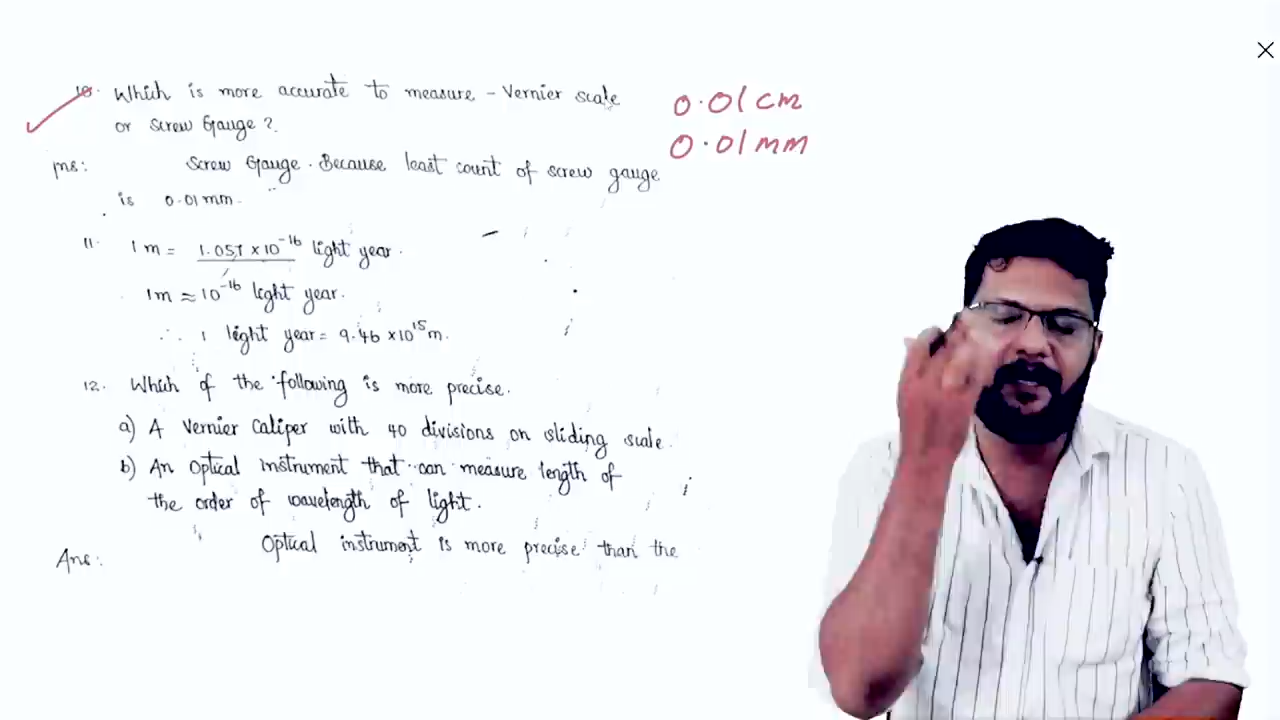 10. Which is more accurate to measure - Vernier scale
or Screw Gauge?
0.01 cm
0.01 mm
Ans: Screw Gauge. Because least count of screw gauge
is 0.01 mm.
11. 1 m = 1.057 × 10⁻¹⁶ light year.
1m ≈ 10⁻¹⁶ light year.
∴ 1 light year = 9.46 × 10¹⁵ m.
12. Which of the following is more precise.
a) A Vernier Caliper with 40 divisions on sliding scale.
b) An Optical instrument that can measure length of
the order of wavelength of light.
Ans: Optical instrument is more precise than the